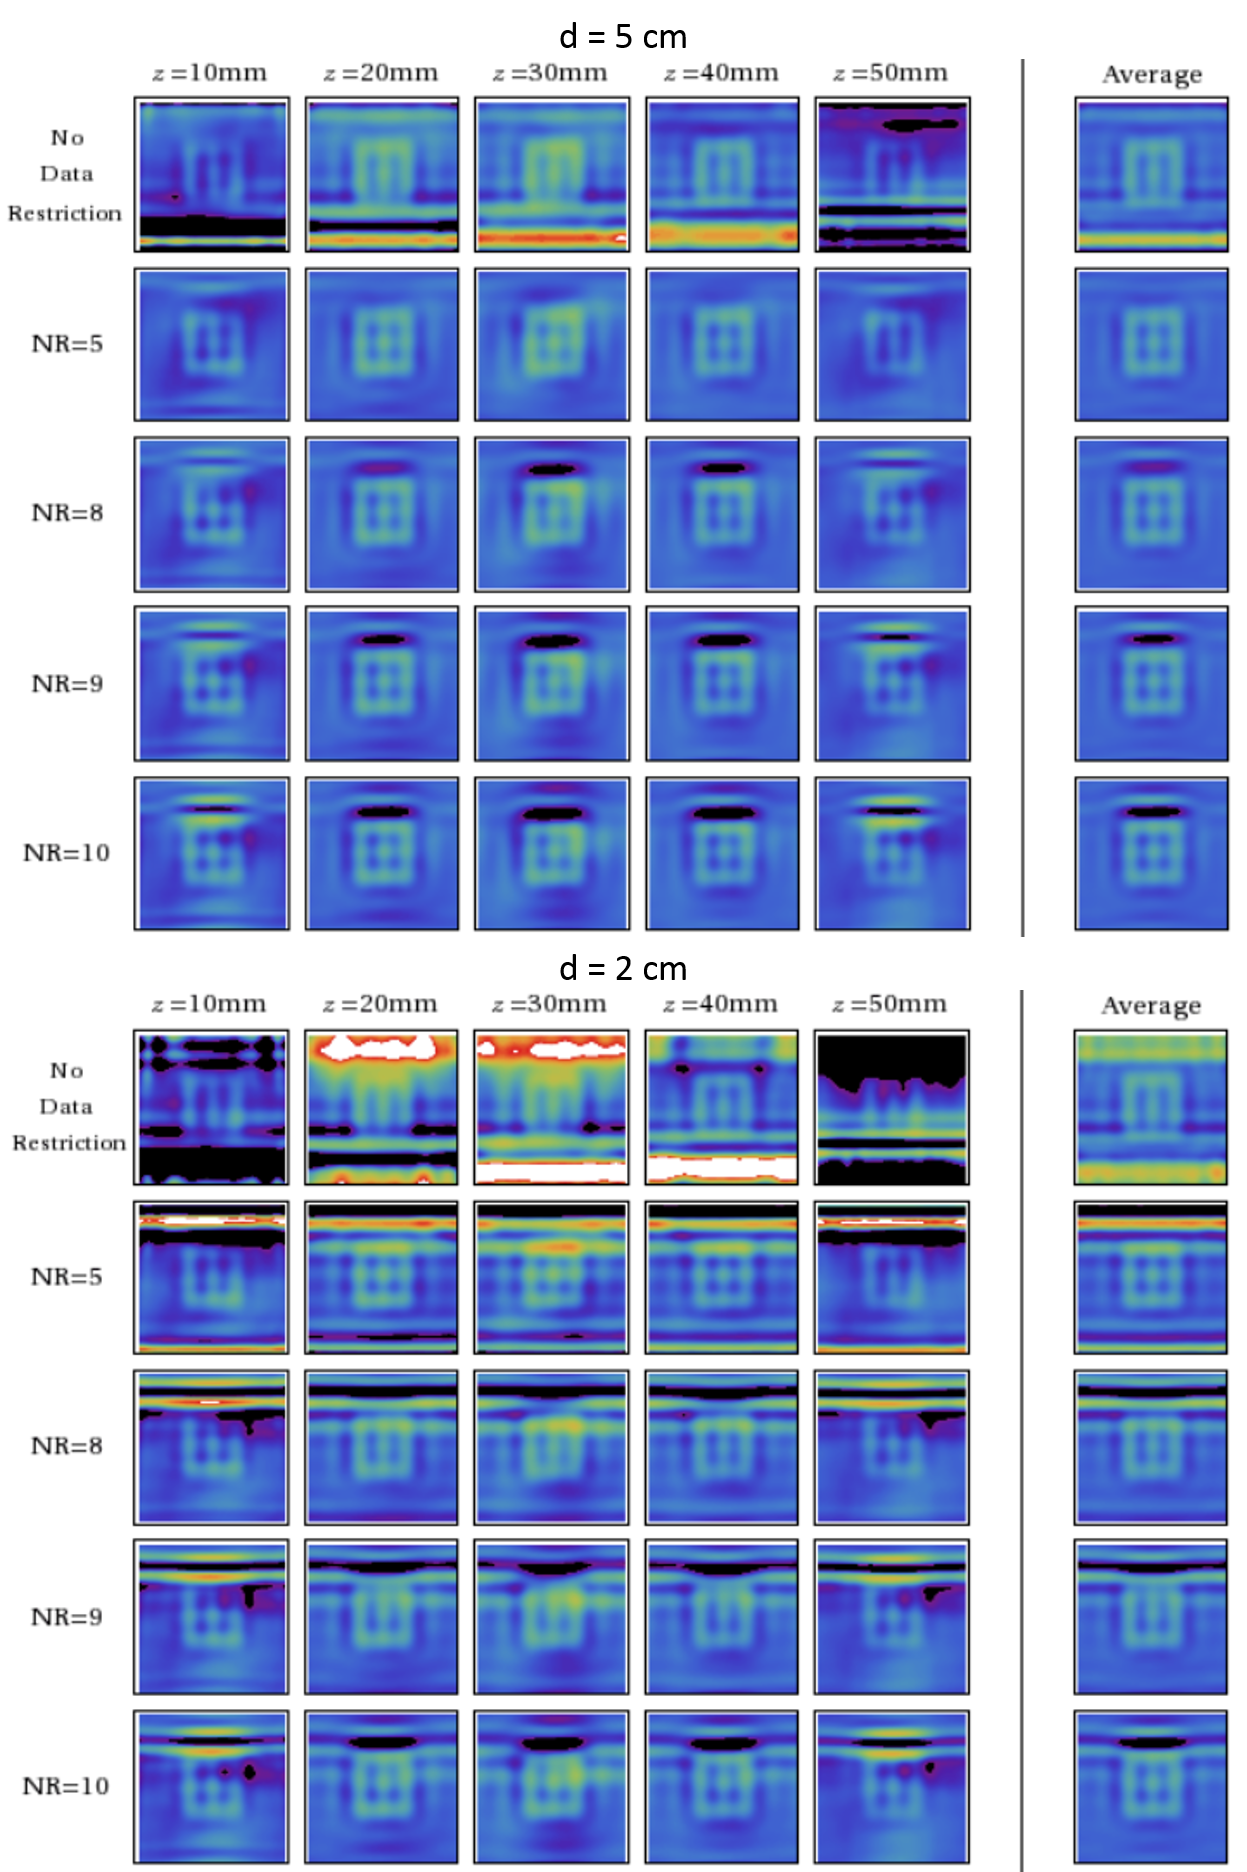 d = 5 cm
z =10mm z =20mm z =30mm z =40mm z =50mm Average
No
Data
Restriction
NR=5
NR=8
NR=9
NR=10
d = 2 cm
z =10mm z =20mm z =30mm z =40mm z =50mm Average
No
Data
Restriction
NR=5
NR=8
NR=9
NR=10